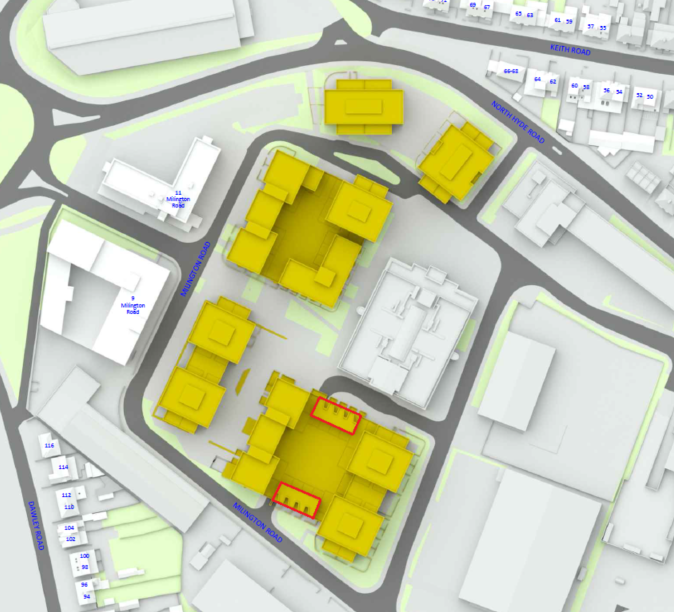 69 67
65 63
61 59
57 55
KEITH ROAD
66-68
64 62
60 58
56 54
52 50
NORTH HYDE ROAD
11
Millington
Road
MILLINGTON ROAD
9
Millington
Road
116
114
112
110
104
102
100
98
96
94
DAWLEY ROAD
MILLINGTON ROAD